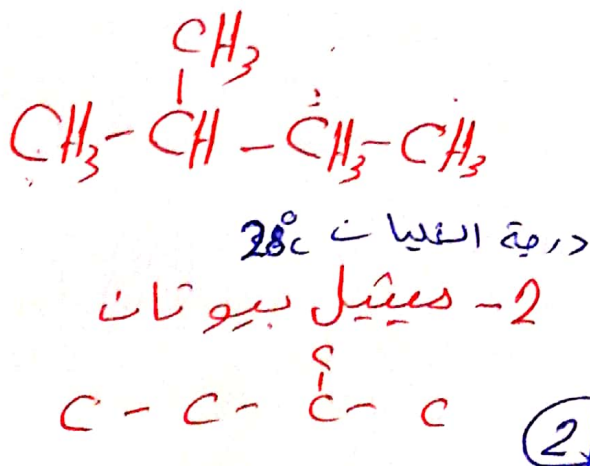 CH3
CH3 - CH - CH3 - CH3
درجة الغليان 28°c
2- ميثيل بيوتان
C
C - C - C - C
2